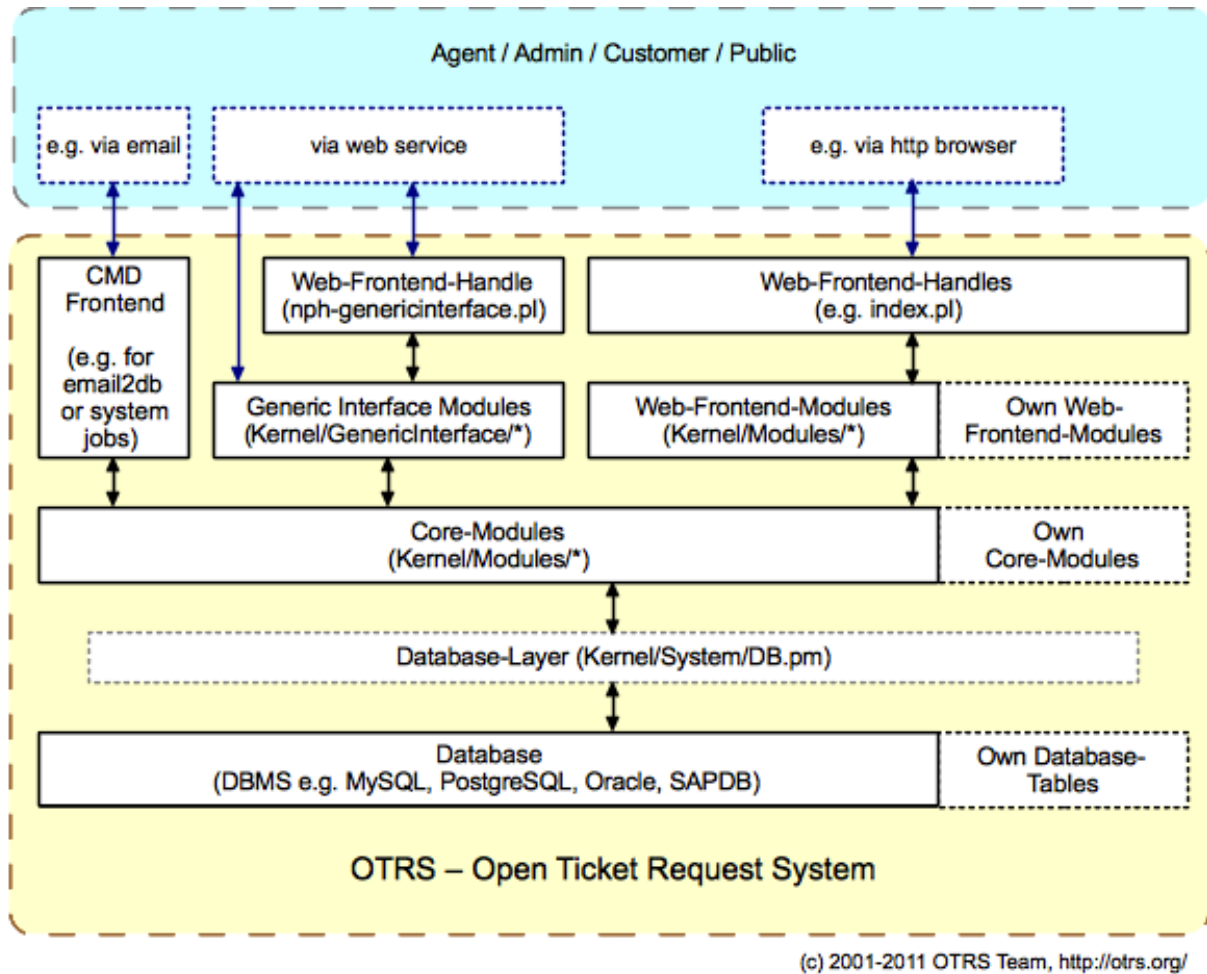 Agent / Admin / Customer / Public
e.g. via email
via web service
e.g. via http browser
CMD
Frontend
(e.g. for
email2db
or system
jobs)
Web-Frontend-Handle
(nph-genericinterface.pl)
Web-Frontend-Handles
(e.g. index.pl)
Generic Interface Modules
(Kernel/GenericInterface/*)
Web-Frontend-Modules
(Kernel/Modules/*)
Own Web-
Frontend-Modules
Core-Modules
(Kernel/Modules/*)
Own
Core-Modules
Database-Layer (Kernel/System/DB.pm)
Database
(DBMS e.g. MySQL, PostgreSQL, Oracle, SAPDB)
Own Database-
Tables
OTRS – Open Ticket Request System
(c) 2001-2011 OTRS Team, http://otrs.org/